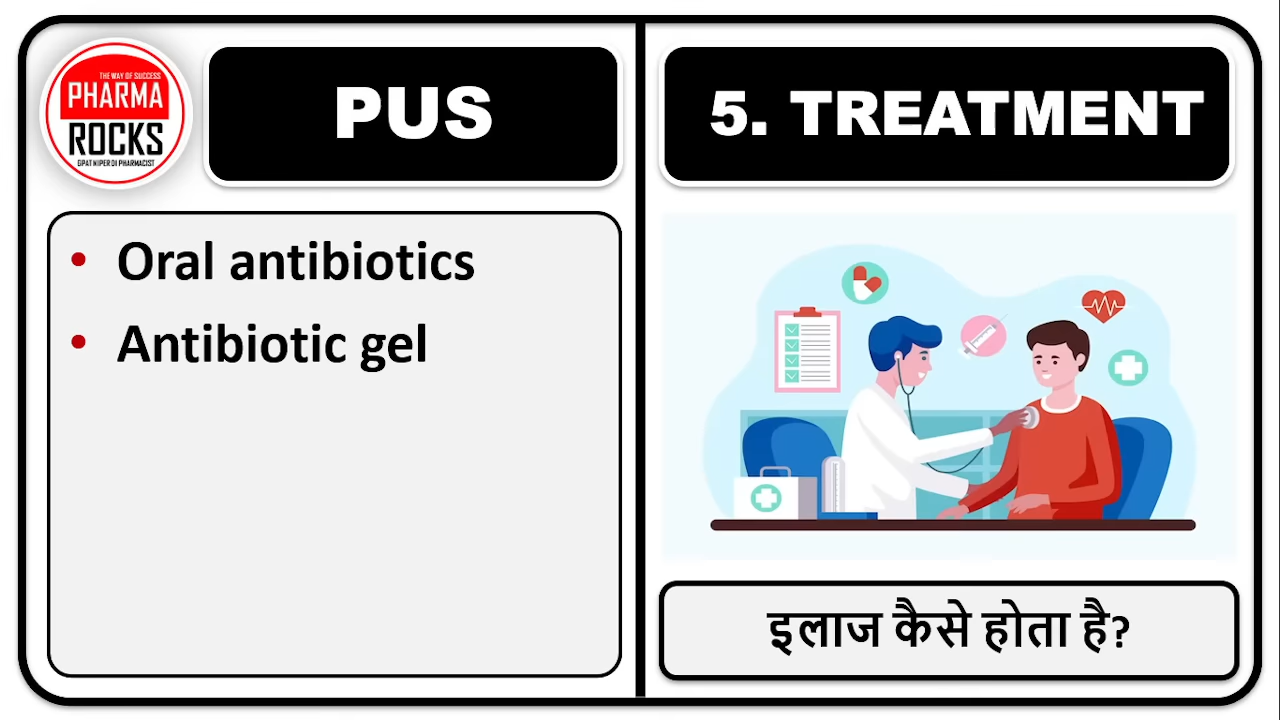 THE WAY OF SUCCESS
PHARMA
ROCKS
GPAT NIPER DI PHARMACIST
PUS
• Oral antibiotics
• Antibiotic gel
5. TREATMENT
इलाज कैसे होता है?